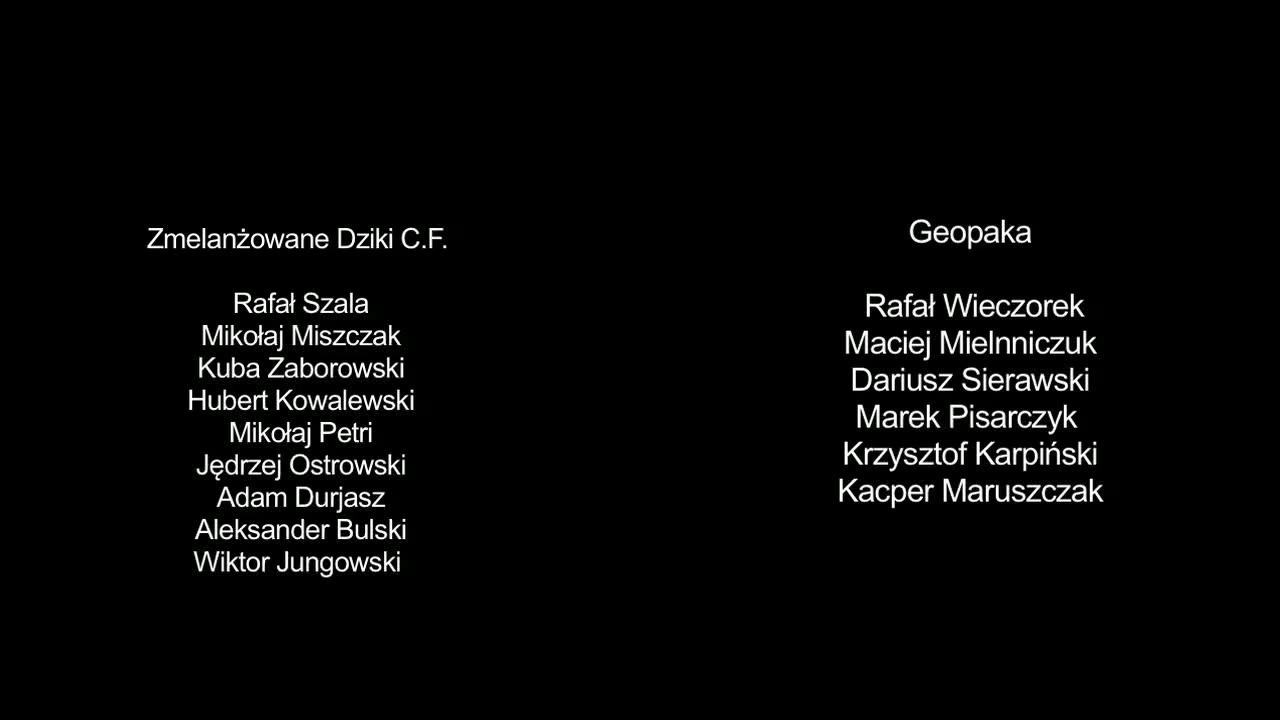 Zmelanżowane Dziki C.F.
Rafał Szala
Mikołaj Miszczak
Kuba Zaborowski
Hubert Kowalewski
Mikołaj Petri
Jędrzej Ostrowski
Adam Durjasz
Aleksander Bulski
Wiktor Jungowski
Geopaka
Rafał Wieczorek
Maciej Mielnniczuk
Dariusz Sierawski
Marek Pisarczyk
Krzysztof Karpiński
Kacper Maruszczak